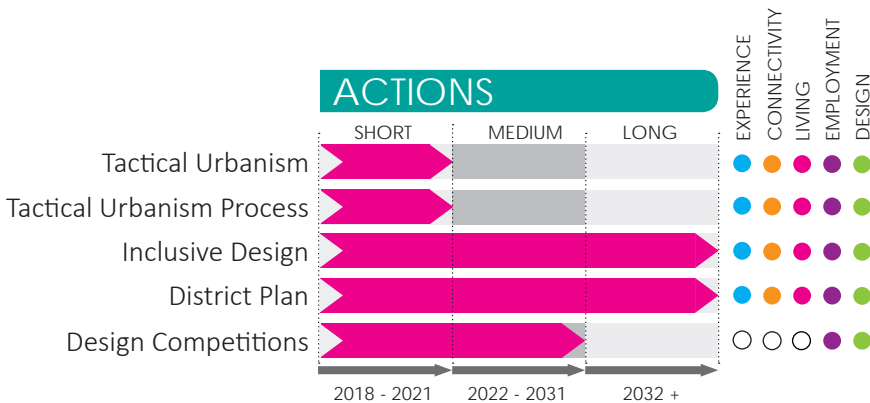 ACTIONS
EXPERIENCE
CONNECTIVITY
LIVING
EMPLOYMENT
DESIGN
SHORT MEDIUM LONG
Tactical Urbanism
Tactical Urbanism Process
Inclusive Design
District Plan
Design Competitions
2018 - 2021 2022 - 2031 2032 +